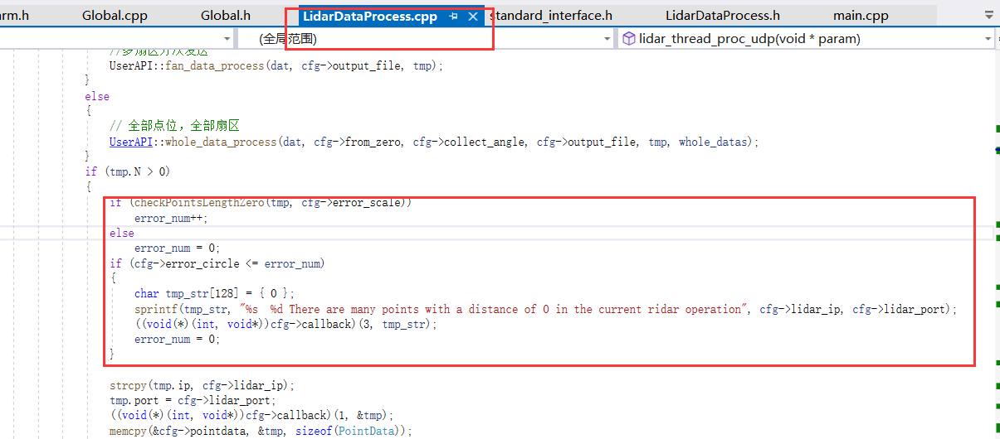 arm.h Global.cpp Global.h LidarDataProcess.cpp standard_interface.h LidarDataProcess.h main.cpp
(全局范围) lidar_thread_proc_udp(void * param)
//多扇区分次发送
UserAPI::fan_data_process(dat, cfg->output_file, tmp);
}
else
{
// 全部点位，全部扇区
UserAPI::whole_data_process(dat, cfg->from_zero, cfg->collect_angle, cfg->output_file, tmp, whole_datas);
}
if (tmp.N > 0)
{
if (checkPointsLengthZero(tmp, cfg->error_scale))
error_num++;
else
error_num = 0;
if (cfg->error_circle <= error_num)
{
char tmp_str[128] = { 0 };
sprintf(tmp_str, "%s  %d There are many points with a distance of 0 in the current ridar operation", cfg->lidar_ip, cfg->lidar_port);
((void(*)(int, void*))cfg->callback)(3, tmp_str);
error_num = 0;
}
strcpy(tmp.ip, cfg->lidar_ip);
tmp.port = cfg->lidar_port;
((void(*)(int, void*))cfg->callback)(1, &tmp);
memcpy(&cfg->pointdata, &tmp, sizeof(PointData));